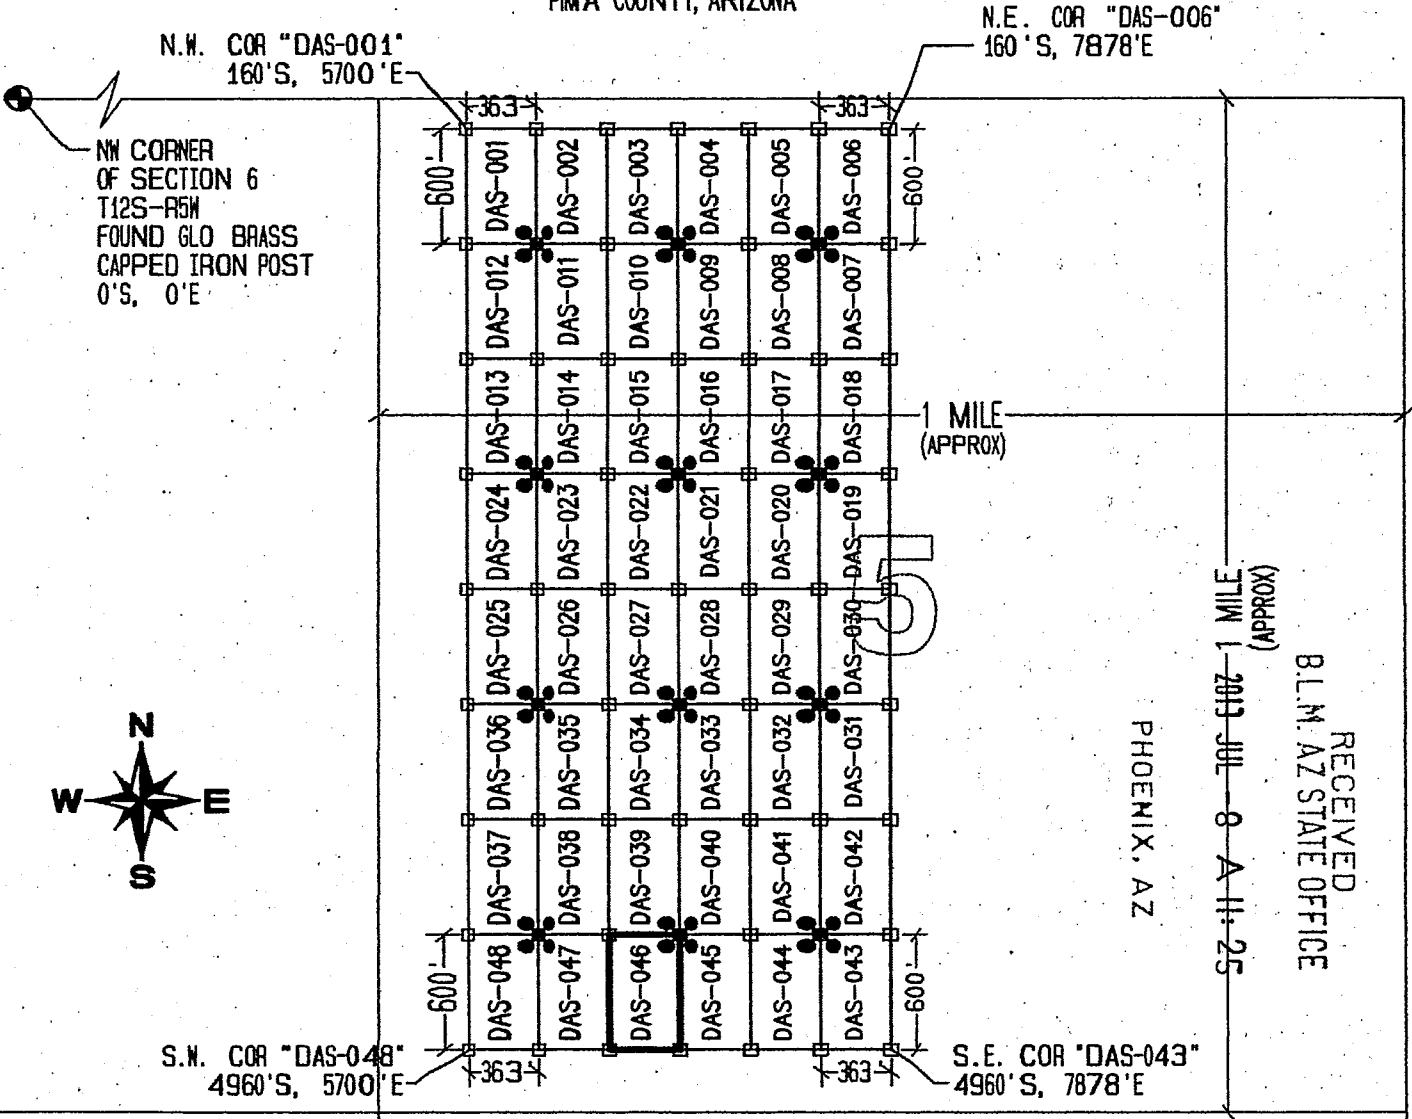 PIMA COUNTY, ARIZONA
N.W. COR "DAS-001"
160'S, 5700'E
N.E. COR "DAS-006"
160'S, 7878'E
363
363
NW CORNER
OF SECTION 6
T12S-R5W
FOUND GLO BRASS
CAPPED IRON POST
0'S, 0'E
600'
600'
DAS-001
DAS-002
DAS-003
DAS-004
DAS-005
DAS-006
DAS-012
DAS-011
DAS-010
DAS-009
DAS-008
DAS-007
DAS-013
DAS-014
DAS-015
DAS-016
DAS-017
DAS-018
1 MILE
(APPROX)
DAS-024
DAS-023
DAS-022
DAS-021
DAS-020
DAS-019
5
DAS-025
DAS-026
DAS-027
DAS-028
DAS-029
DAS-030
1 MILE
(APPROX)
DAS-036
DAS-035
DAS-034
DAS-033
DAS-032
DAS-031
N
W
E
S
RECEIVED
B.L.M. AZ STATE OFFICE
2013 JUL -8 A 11: 25
PHOENIX, AZ
DAS-037
DAS-038
DAS-039
DAS-040
DAS-041
DAS-042
DAS-048
DAS-047
DAS-046
DAS-045
DAS-044
DAS-043
600'
600'
S.W. COR "DAS-048"
4960'S, 5700'E
363
363
S.E. COR "DAS-043"
4960'S, 7878'E